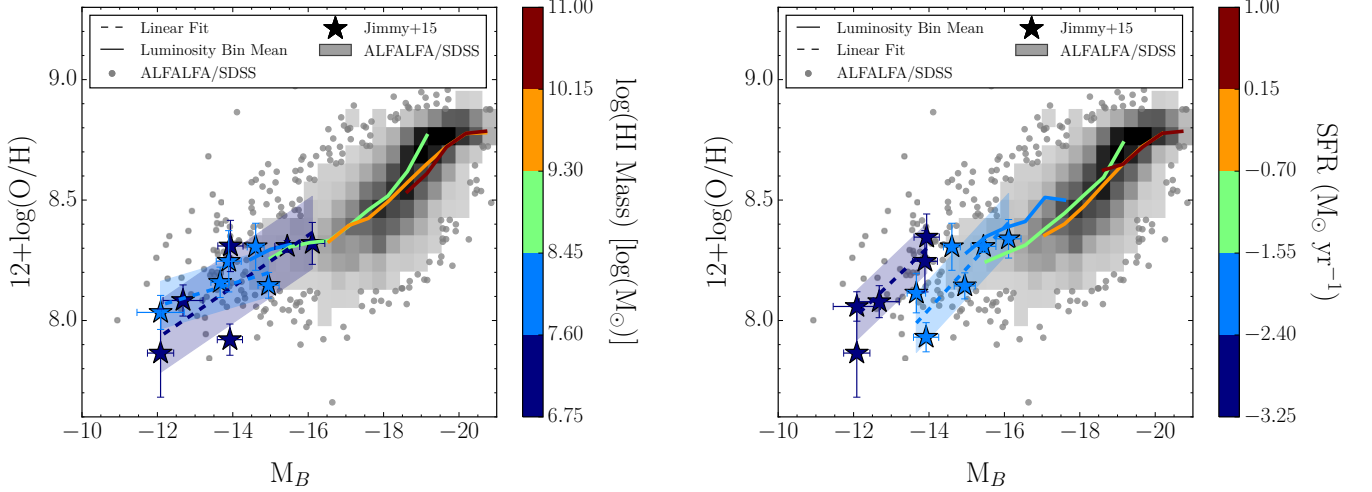 Linear Fit
Luminosity Bin Mean
ALFALFA/SDSS
Jimmy+15
ALFALFA/SDSS
9.0
8.5
8.0
12+log(O/H)
−10 −12 −14 −16 −18 −20
M_B
11.00
10.15
9.30
8.45
7.60
6.75
log(HI Mass) [log(M_⊙)]
Luminosity Bin Mean
Linear Fit
ALFALFA/SDSS
Jimmy+15
ALFALFA/SDSS
9.0
8.5
8.0
12+log(O/H)
−10 −12 −14 −16 −18 −20
M_B
1.00
0.15
−0.70
−1.55
−2.40
−3.25
SFR (M_⊙ yr^−1)